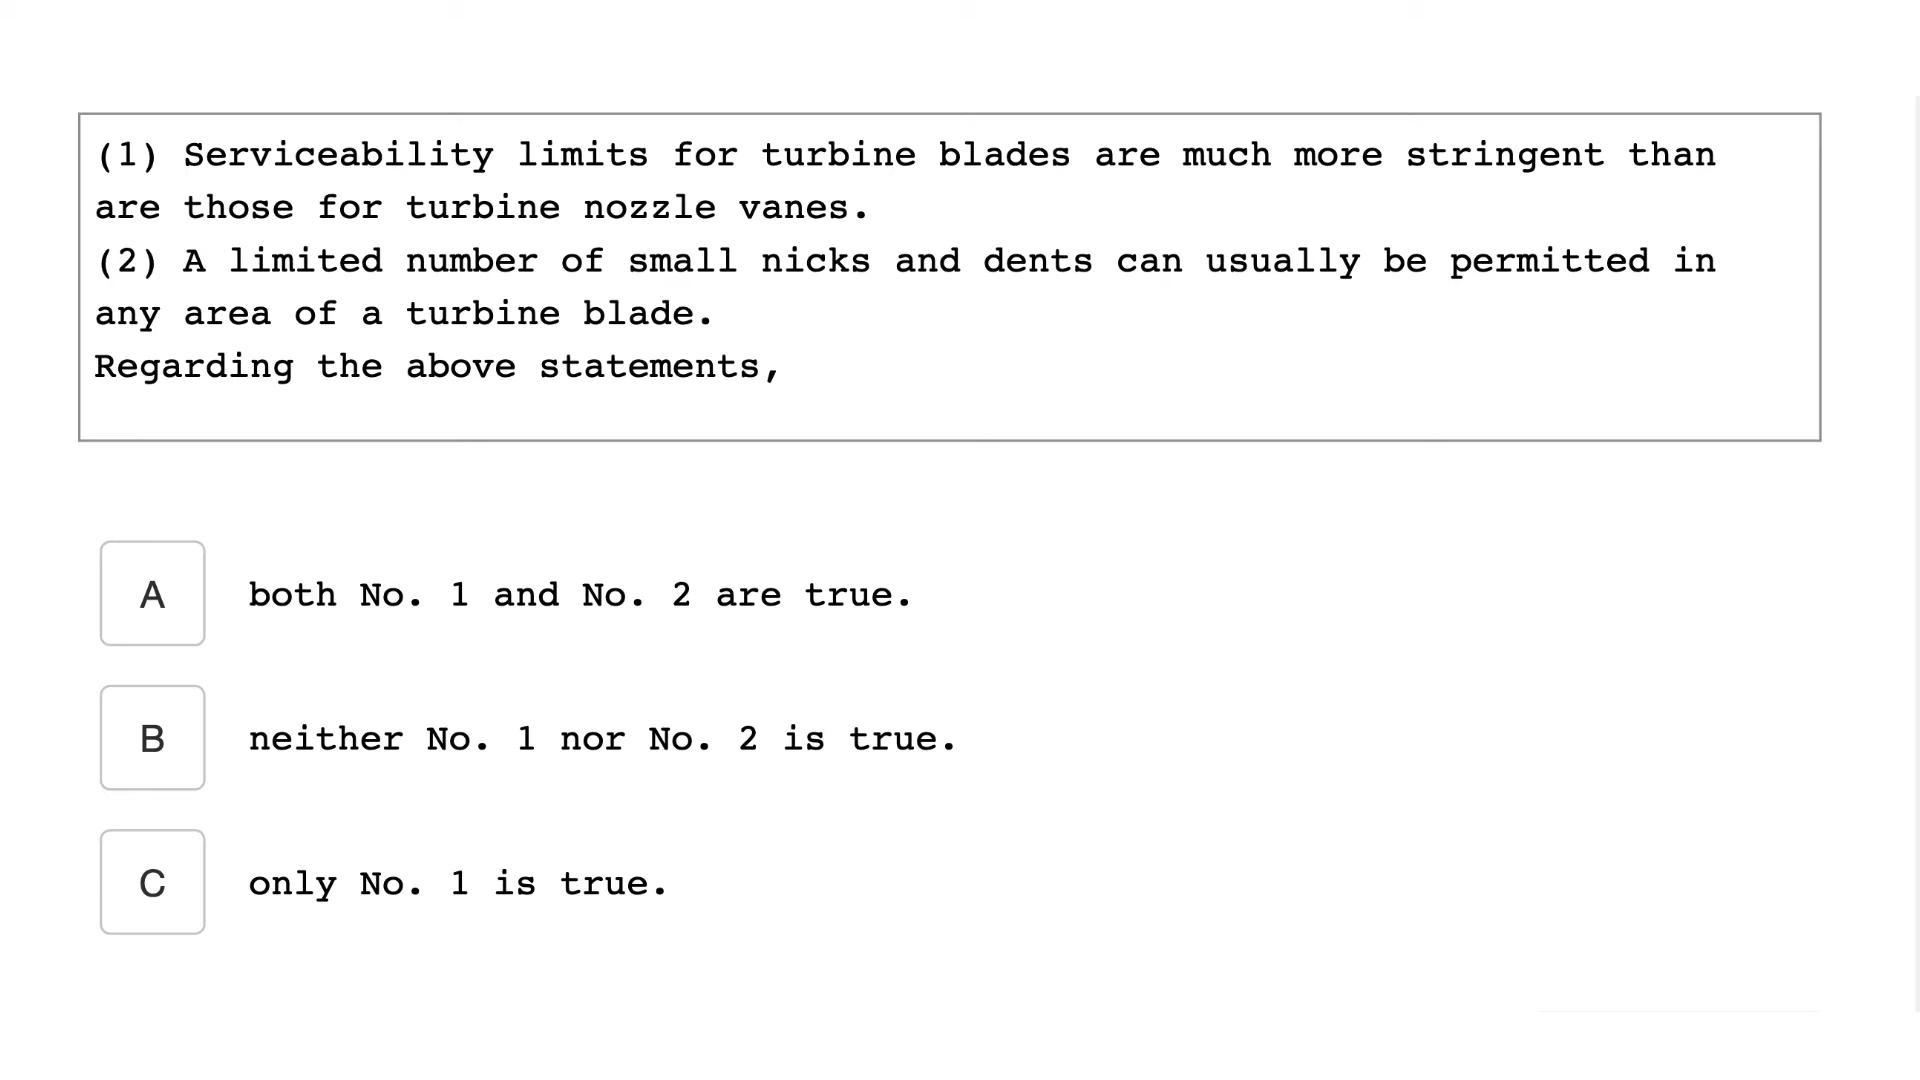 (1) Serviceability limits for turbine blades are much more stringent than
are those for turbine nozzle vanes.
(2) A limited number of small nicks and dents can usually be permitted in
any area of a turbine blade.
Regarding the above statements,
A both No. 1 and No. 2 are true.
B neither No. 1 nor No. 2 is true.
C only No. 1 is true.